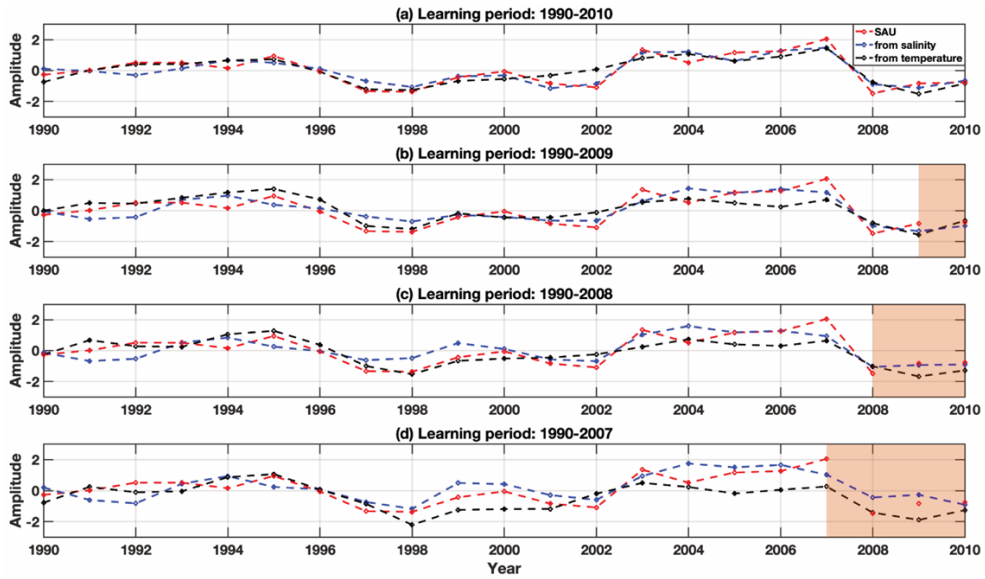 (a) Learning period: 1990-2010
Amplitude
2
0
-2
SAU
from salinity
from temperature
1990 1992 1994 1996 1998 2000 2002 2004 2006 2008 2010
(b) Learning period: 1990-2009
Amplitude
2
0
-2
1990 1992 1994 1996 1998 2000 2002 2004 2006 2008 2010
(c) Learning period: 1990-2008
Amplitude
2
0
-2
1990 1992 1994 1996 1998 2000 2002 2004 2006 2008 2010
(d) Learning period: 1990-2007
Amplitude
2
0
-2
1990 1992 1994 1996 1998 2000 2002 2004 2006 2008 2010
Year